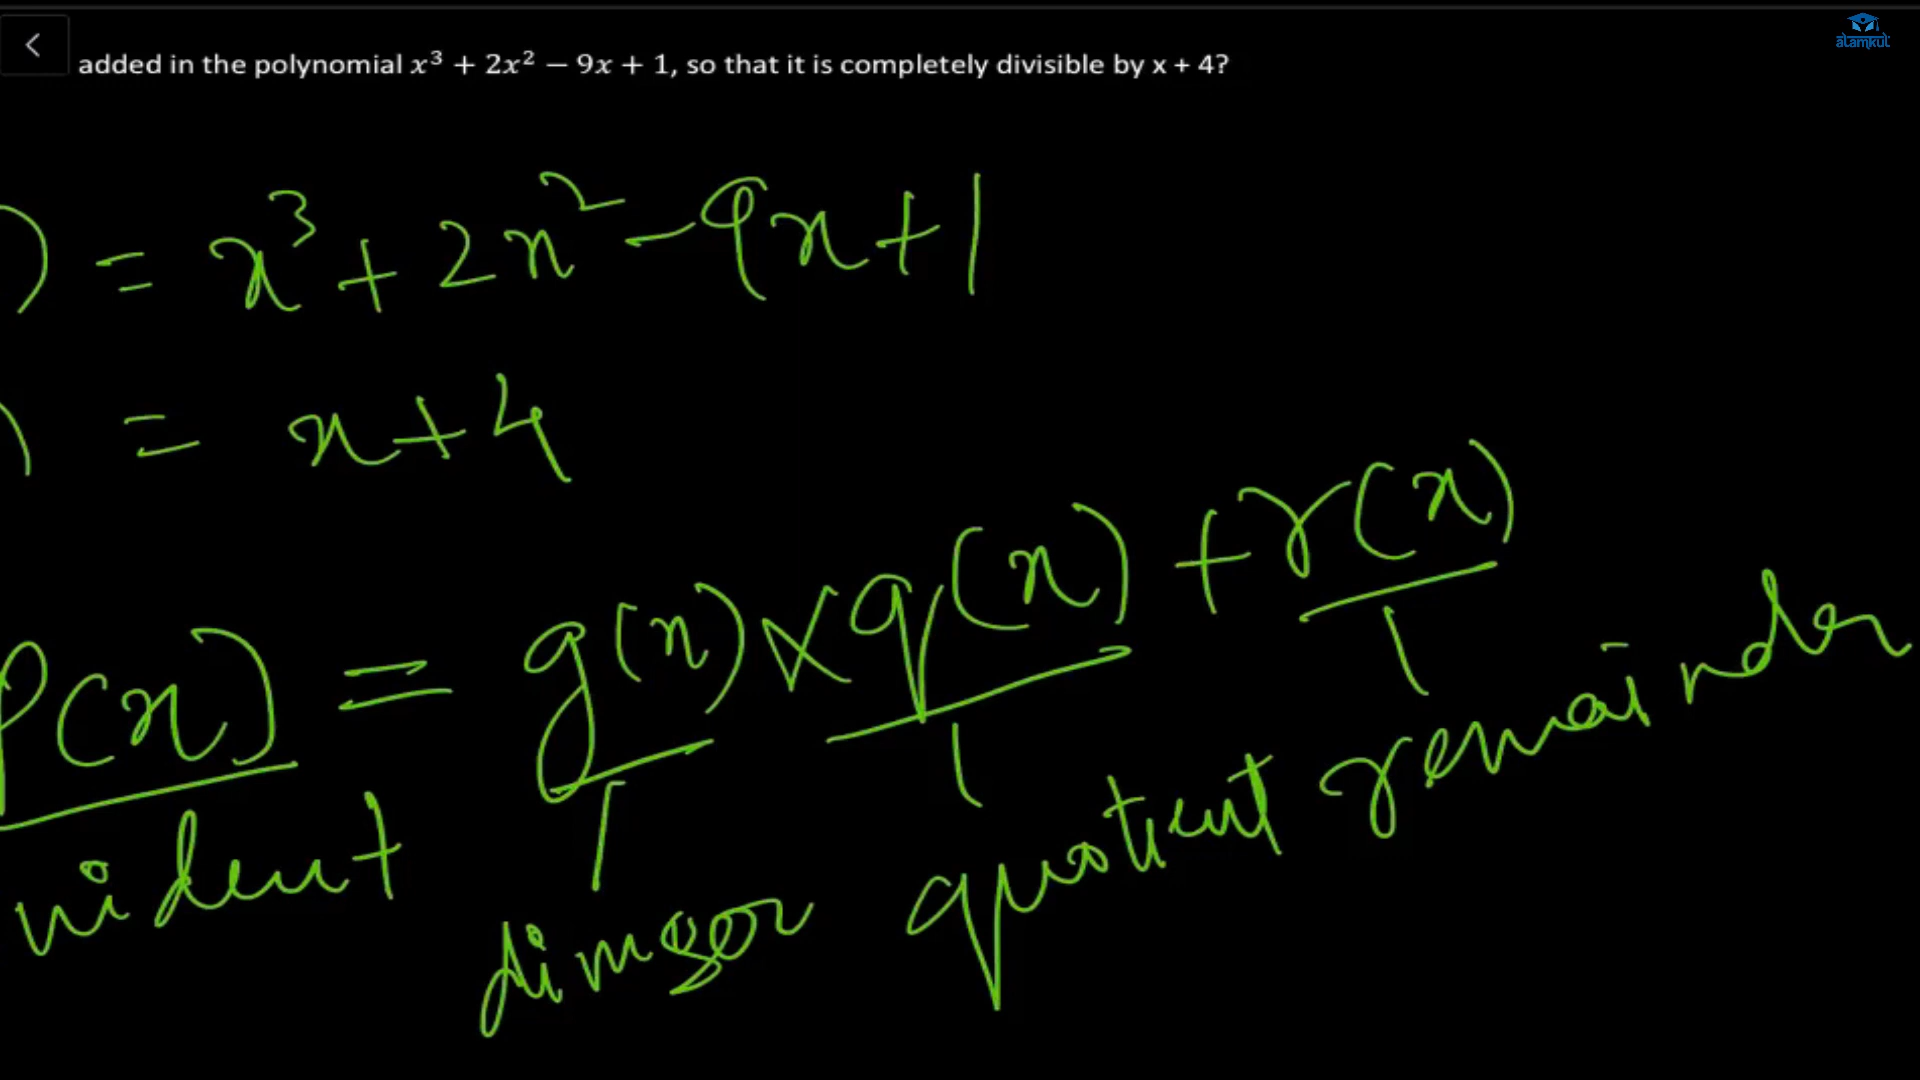 alamkut
added in the polynomial x³ + 2x² − 9x + 1, so that it is completely divisible by x + 4?
) = x³ + 2x² − 9x + 1
) = x + 4
p(x) = g(x) × q(x) + r(x)
vident divisor quotient remainder